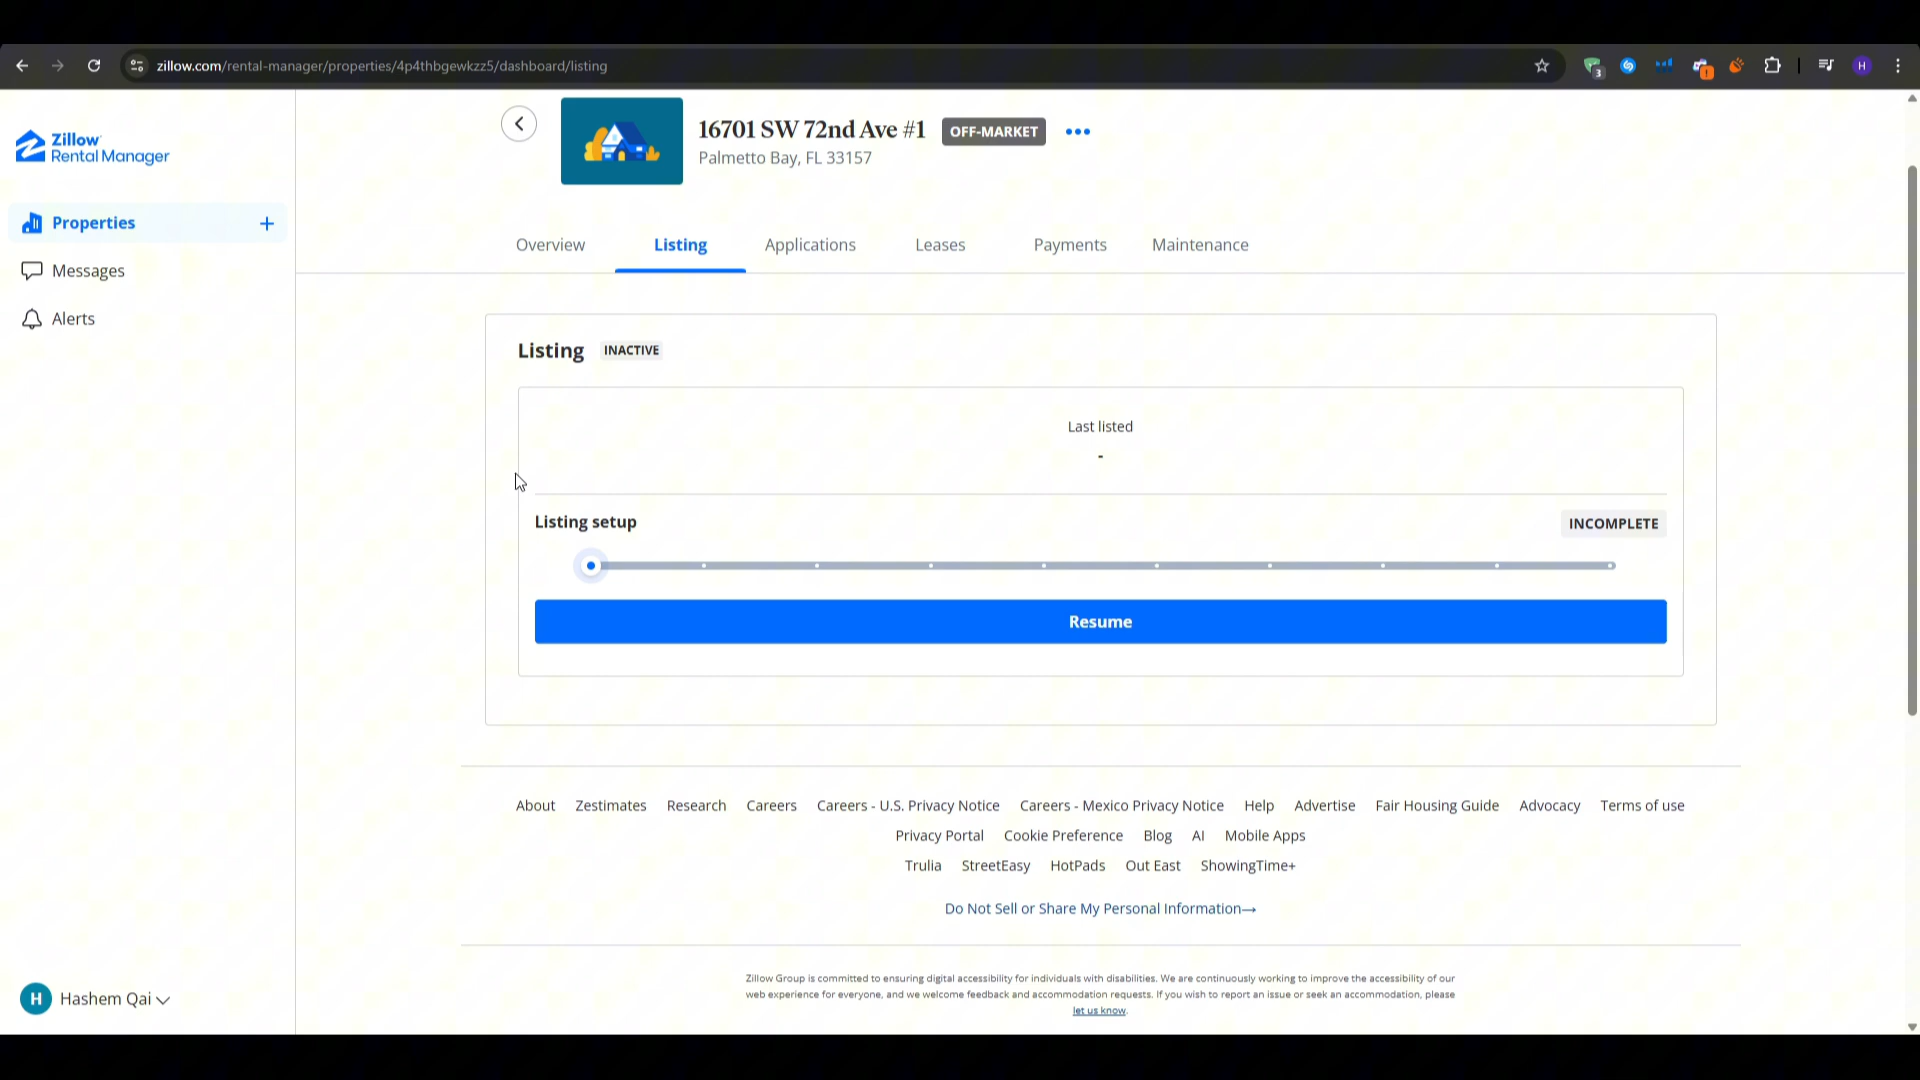 zillow.com/rental-manager/properties/4p4thbgewkzz5/dashboard/listing
3
!
H
Zillow
Rental Manager
16701 SW 72nd Ave #1
OFF-MARKET
Palmetto Bay, FL 33157
Properties
Messages
Alerts
Overview Listing Applications Leases Payments Maintenance
Listing INACTIVE
Last listed
-
Listing setup INCOMPLETE
Resume
About Zestimates Research Careers Careers - U.S. Privacy Notice Careers - Mexico Privacy Notice Help Advertise Fair Housing Guide Advocacy Terms of use
Privacy Portal Cookie Preference Blog AI Mobile Apps
Trulia StreetEasy HotPads Out East ShowingTime+
Do Not Sell or Share My Personal Information→
Zillow Group is committed to ensuring digital accessibility for individuals with disabilities. We are continuously working to improve the accessibility of our
web experience for everyone, and we welcome feedback and accommodation requests. If you wish to report an issue or seek an accommodation, please
let us know.
H Hashem Qai